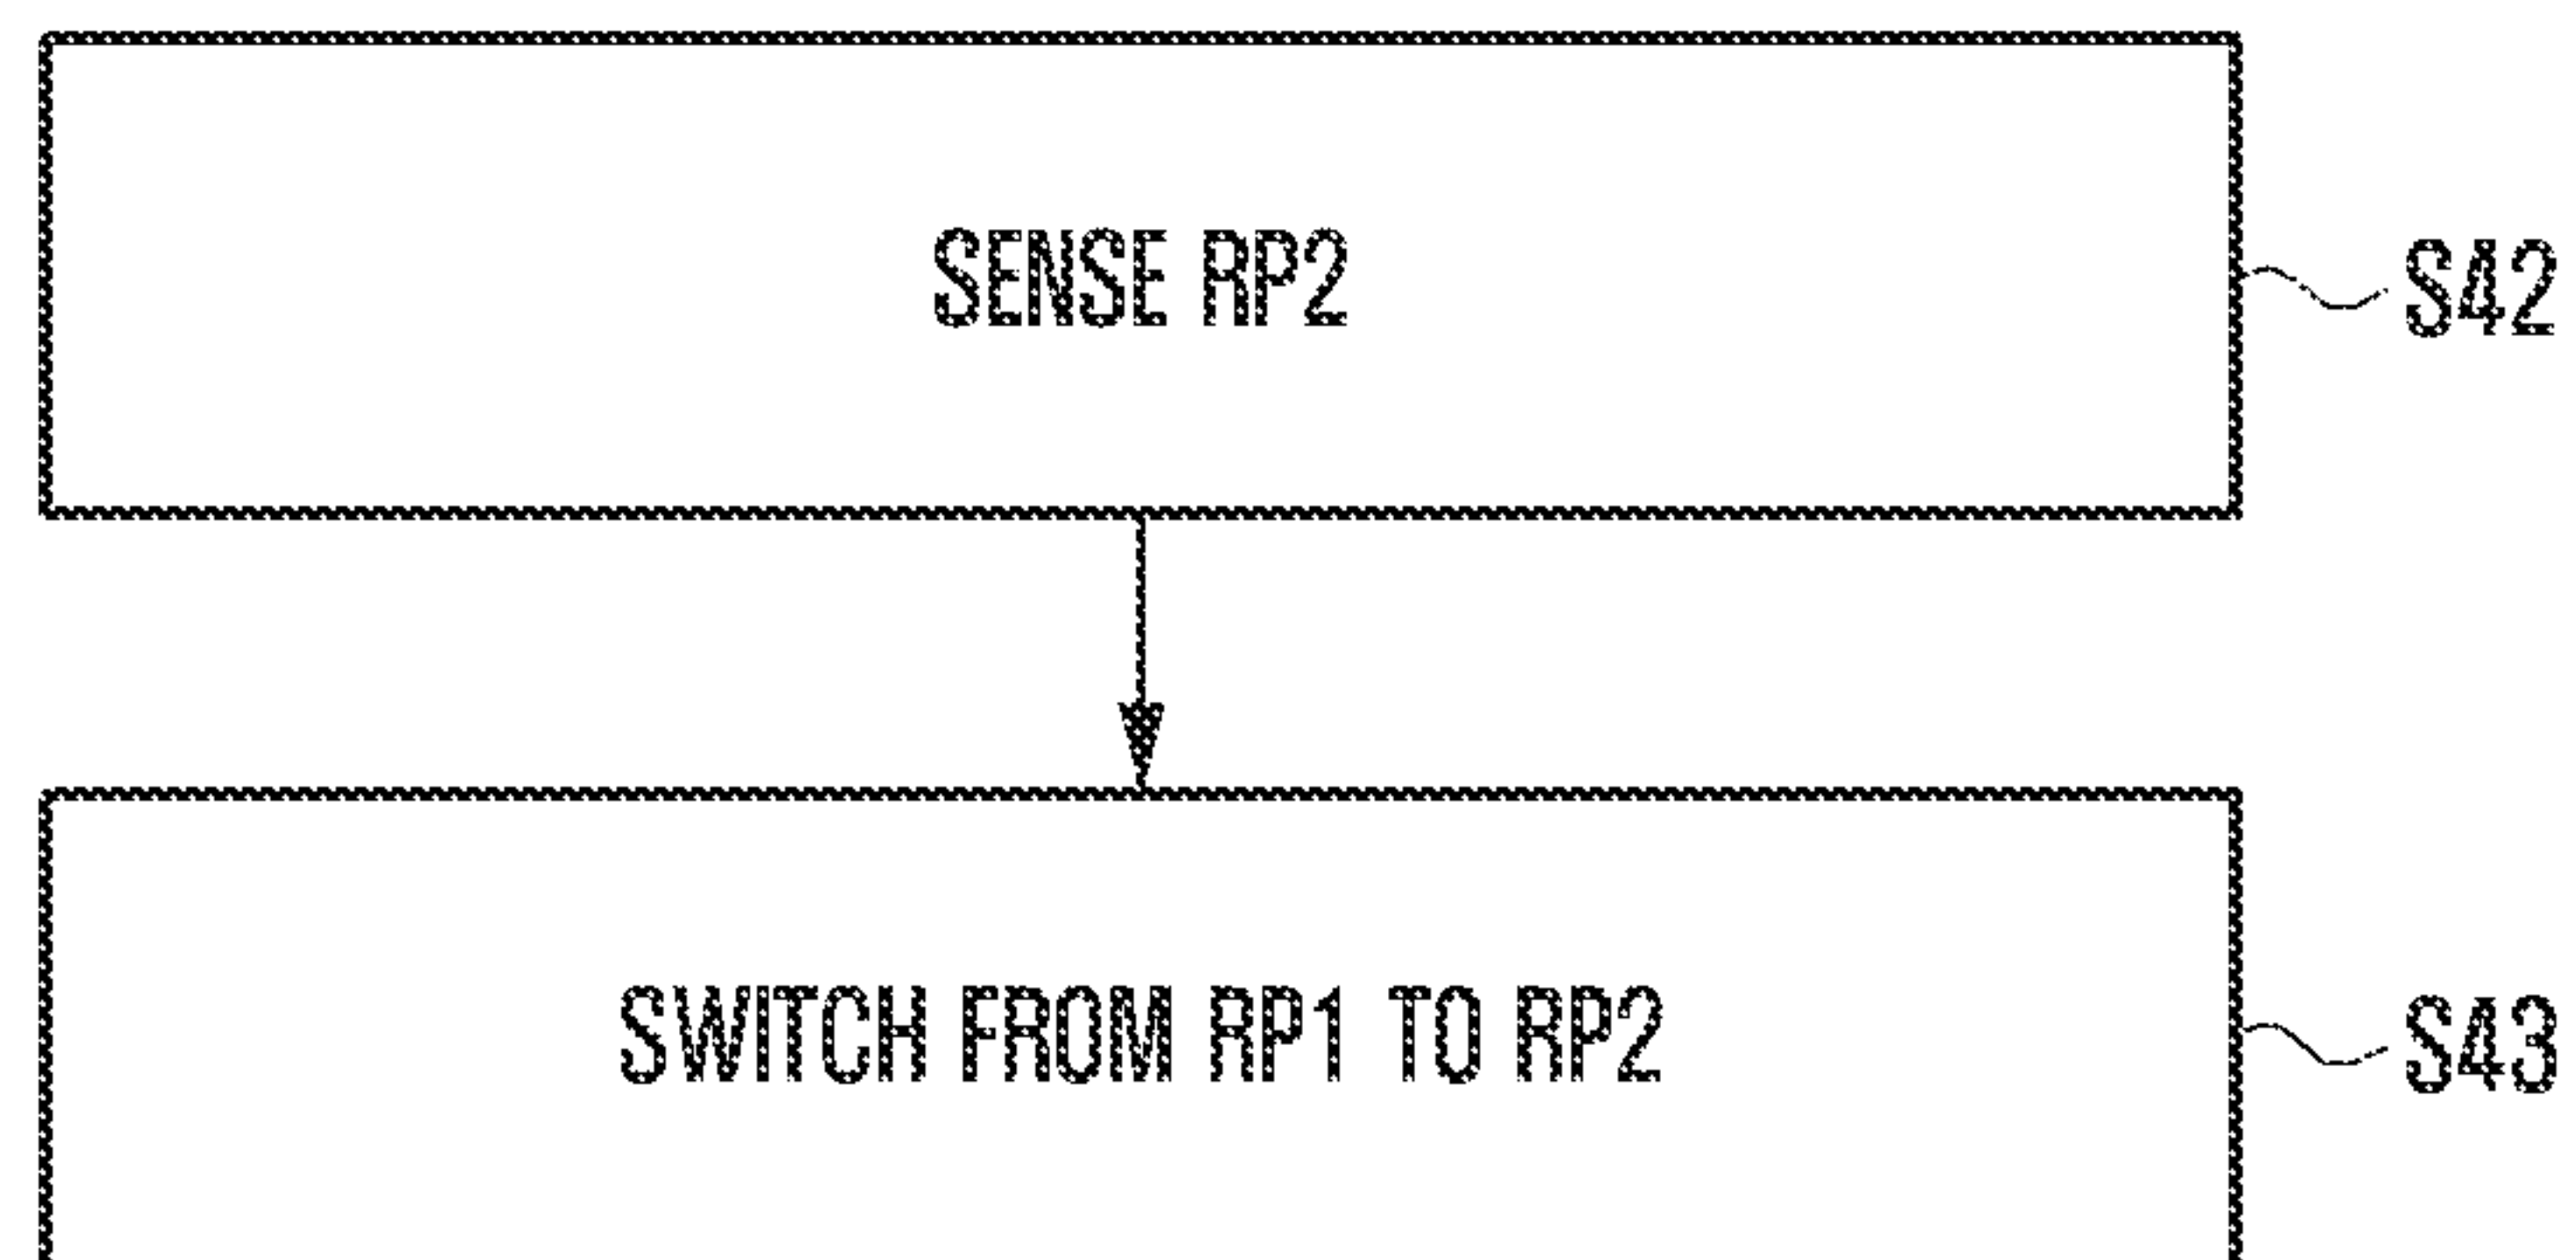 SENSE RP2
S42
SWITCH FROM RP1 TO RP2
S43